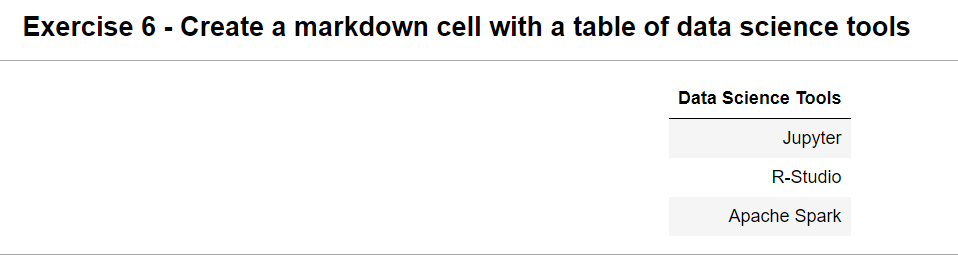 Exercise 6 - Create a markdown cell with a table of data science tools
Data Science Tools
Jupyter
R-Studio
Apache Spark